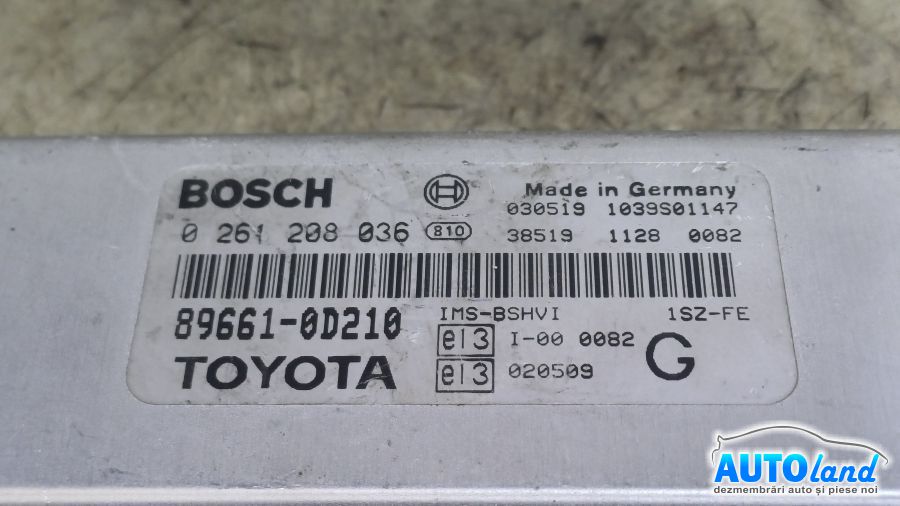 BOSCH Made in Germany
030519 1039S01147
0 261 208 036 810 38519 1128 0082
89661-0D210 IMS-BSHVI 1SZ-FE
e13 I-00 0082 G
TOYOTA e13 020509
AUTOland
dezmembrări auto și piese noi